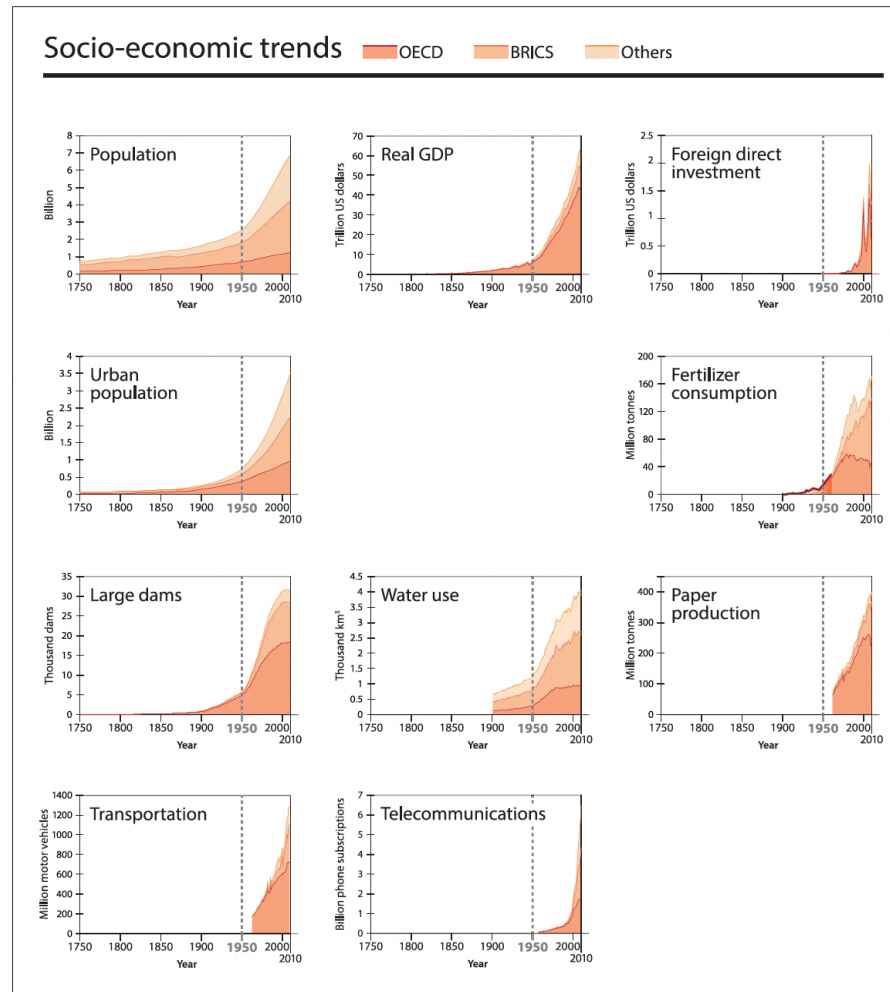 Socio-economic trends OECD BRICS Others
Population
Billion
8
7
6
5
4
3
2
1
0
1750 1800 1850 1900 1950 2000
2010
Year
Real GDP
Trillion US dollars
70
60
50
40
30
20
10
0
1750 1800 1850 1900 1950 2000
2010
Year
Foreign direct
investment
Trillion US dollars
2.5
2
1.5
1
0.5
0
1750 1800 1850 1900 1950 2000
2010
Year
Urban
population
Billion
4
3.5
3
2.5
2
1.5
1
0.5
0
1750 1800 1850 1900 1950 2000
2010
Year
Fertilizer
consumption
Million tonnes
200
160
120
80
40
0
1750 1800 1850 1900 1950 2000
2010
Year
Large dams
Thousand dams
35
30
25
20
15
10
5
0
1750 1800 1850 1900 1950 2000
2010
Year
Water use
Thousand km³
4.5
4
3.5
3
2.5
2
1.5
1
0.5
0
1750 1800 1850 1900 1950 2000
2010
Year
Paper
production
Million tonnes
400
300
200
100
0
1750 1800 1850 1900 1950 2000
2010
Year
Transportation
Million motor vehicles
1400
1200
1000
800
600
400
200
0
1750 1800 1850 1900 1950 2000
2010
Year
Telecommunications
Billion phone subscriptions
7
6
5
4
3
2
1
0
1750 1800 1850 1900 1950 2000
2010
Year